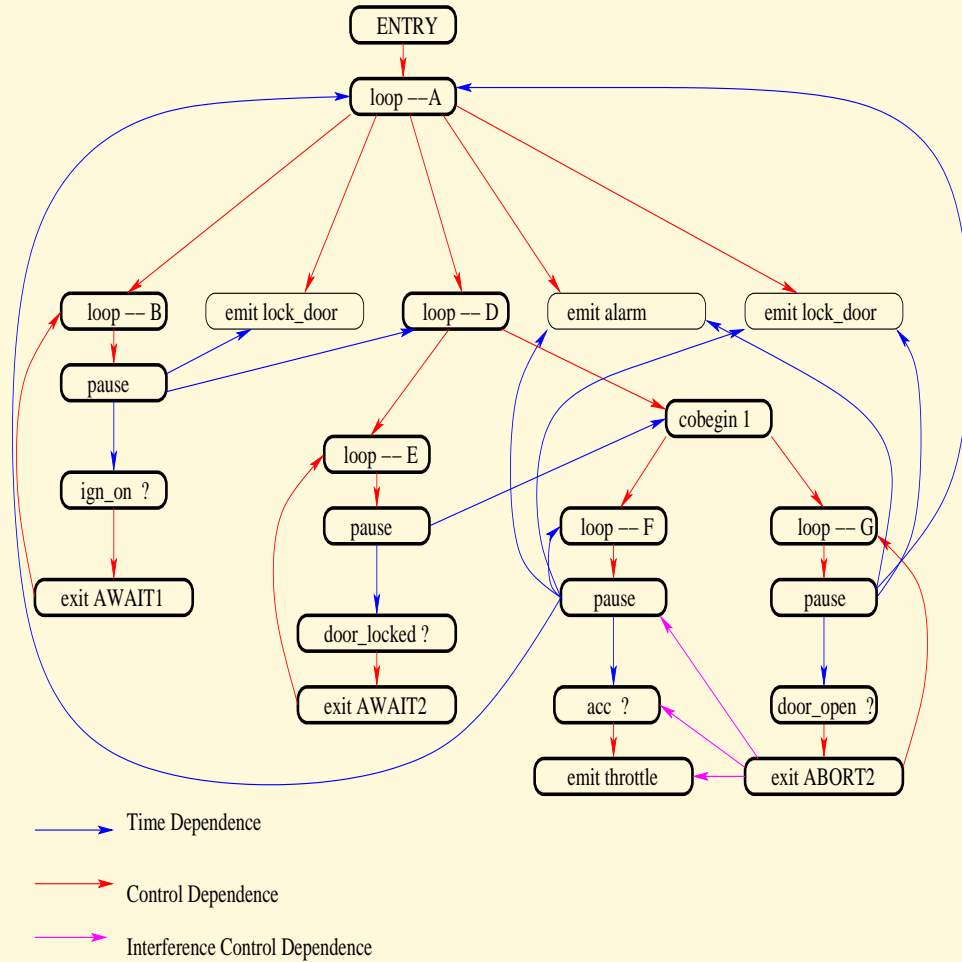 ENTRY
loop --A
loop -- B
emit lock_door
loop -- D
emit alarm
emit lock_door
pause
cobegin 1
loop -- E
ign_on ?
pause
loop -- F
loop -- G
exit AWAIT1
pause
pause
door_locked ?
exit AWAIT2
acc ?
door_open ?
emit throttle
exit ABORT2
Time Dependence
Control Dependence
Interference Control Dependence